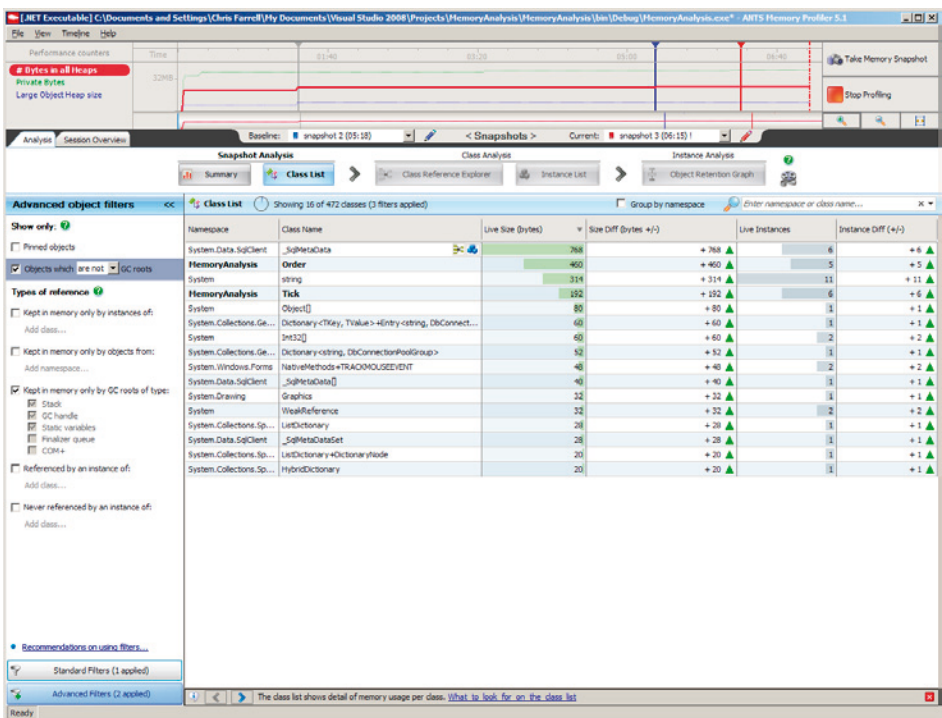 [.NET Executable] C:\Documents and Settings\Chris Farrell\My Documents\Visual Studio 2008\Projects\MemoryAnalysis\MemoryAnalysis\bin\Debug\MemoryAnalysis.exe* - ANTS Memory Profiler 5.1
File View Timeline Help
Performance counters Time 01:40 03:20 05:00 06:40
# Bytes in all Heaps
Private Bytes 32MB
Large Object Heap size
Take Memory Snapshot
Stop Profiling
Analysis Session Overview Baseline: snapshot 2 (05:18) < Snapshots > Current: snapshot 3 (06:15) !
Snapshot Analysis Class Analysis Instance Analysis
Summary Class List Class Reference Explorer Instance List Object Retention Graph
Advanced object filters << Class List Showing 16 of 472 classes (3 filters applied) Group by namespace Enter namespace or class name...
Show only:
Pinned objects
Objects which are not GC roots
Types of reference
Kept in memory only by instances of:
Add class...
Kept in memory only by objects from:
Add namespace...
Kept in memory only by GC roots of type:
Stack
GC handle
Static variables
Finalizer queue
COM+
Referenced by an instance of:
Add class...
Never referenced by an instance of:
Add class...
Recommendations on using filters...
Standard Filters (1 applied)
Advanced Filters (2 applied)
Namespace Class Name Live Size (bytes) Size Diff (bytes +/-) Live Instances Instance Diff (+/-)
System.Data.SqlClient _SqlMetaData 768 + 768 6 + 6
MemoryAnalysis Order 460 + 460 5 + 5
System string 314 + 314 11 + 11
MemoryAnalysis Tick 192 + 192 6 + 6
System Object[] 80 + 80 1 + 1
System.Collections.Ge... Dictionary<TKey, TValue>+Entry<string, DbConnect... 60 + 60 1 + 1
System Int32[] 60 + 60 2 + 2
System.Collections.Ge... Dictionary<string, DbConnectionPoolGroup> 52 + 52 1 + 1
System.Windows.Forms NativeMethods+TRACKMOUSEEVENT 48 + 48 2 + 2
System.Data.SqlClient _SqlMetaData[] 40 + 40 1 + 1
System.Drawing Graphics 32 + 32 1 + 1
System WeakReference 32 + 32 2 + 2
System.Collections.Sp... ListDictionary 28 + 28 1 + 1
System.Data.SqlClient _SqlMetaDataSet 28 + 28 1 + 1
System.Collections.Sp... ListDictionary+DictionaryNode 20 + 20 1 + 1
System.Collections.Sp... HybridDictionary 20 + 20 1 + 1
The class list shows detail of memory usage per class. What to look for on the class list
Ready